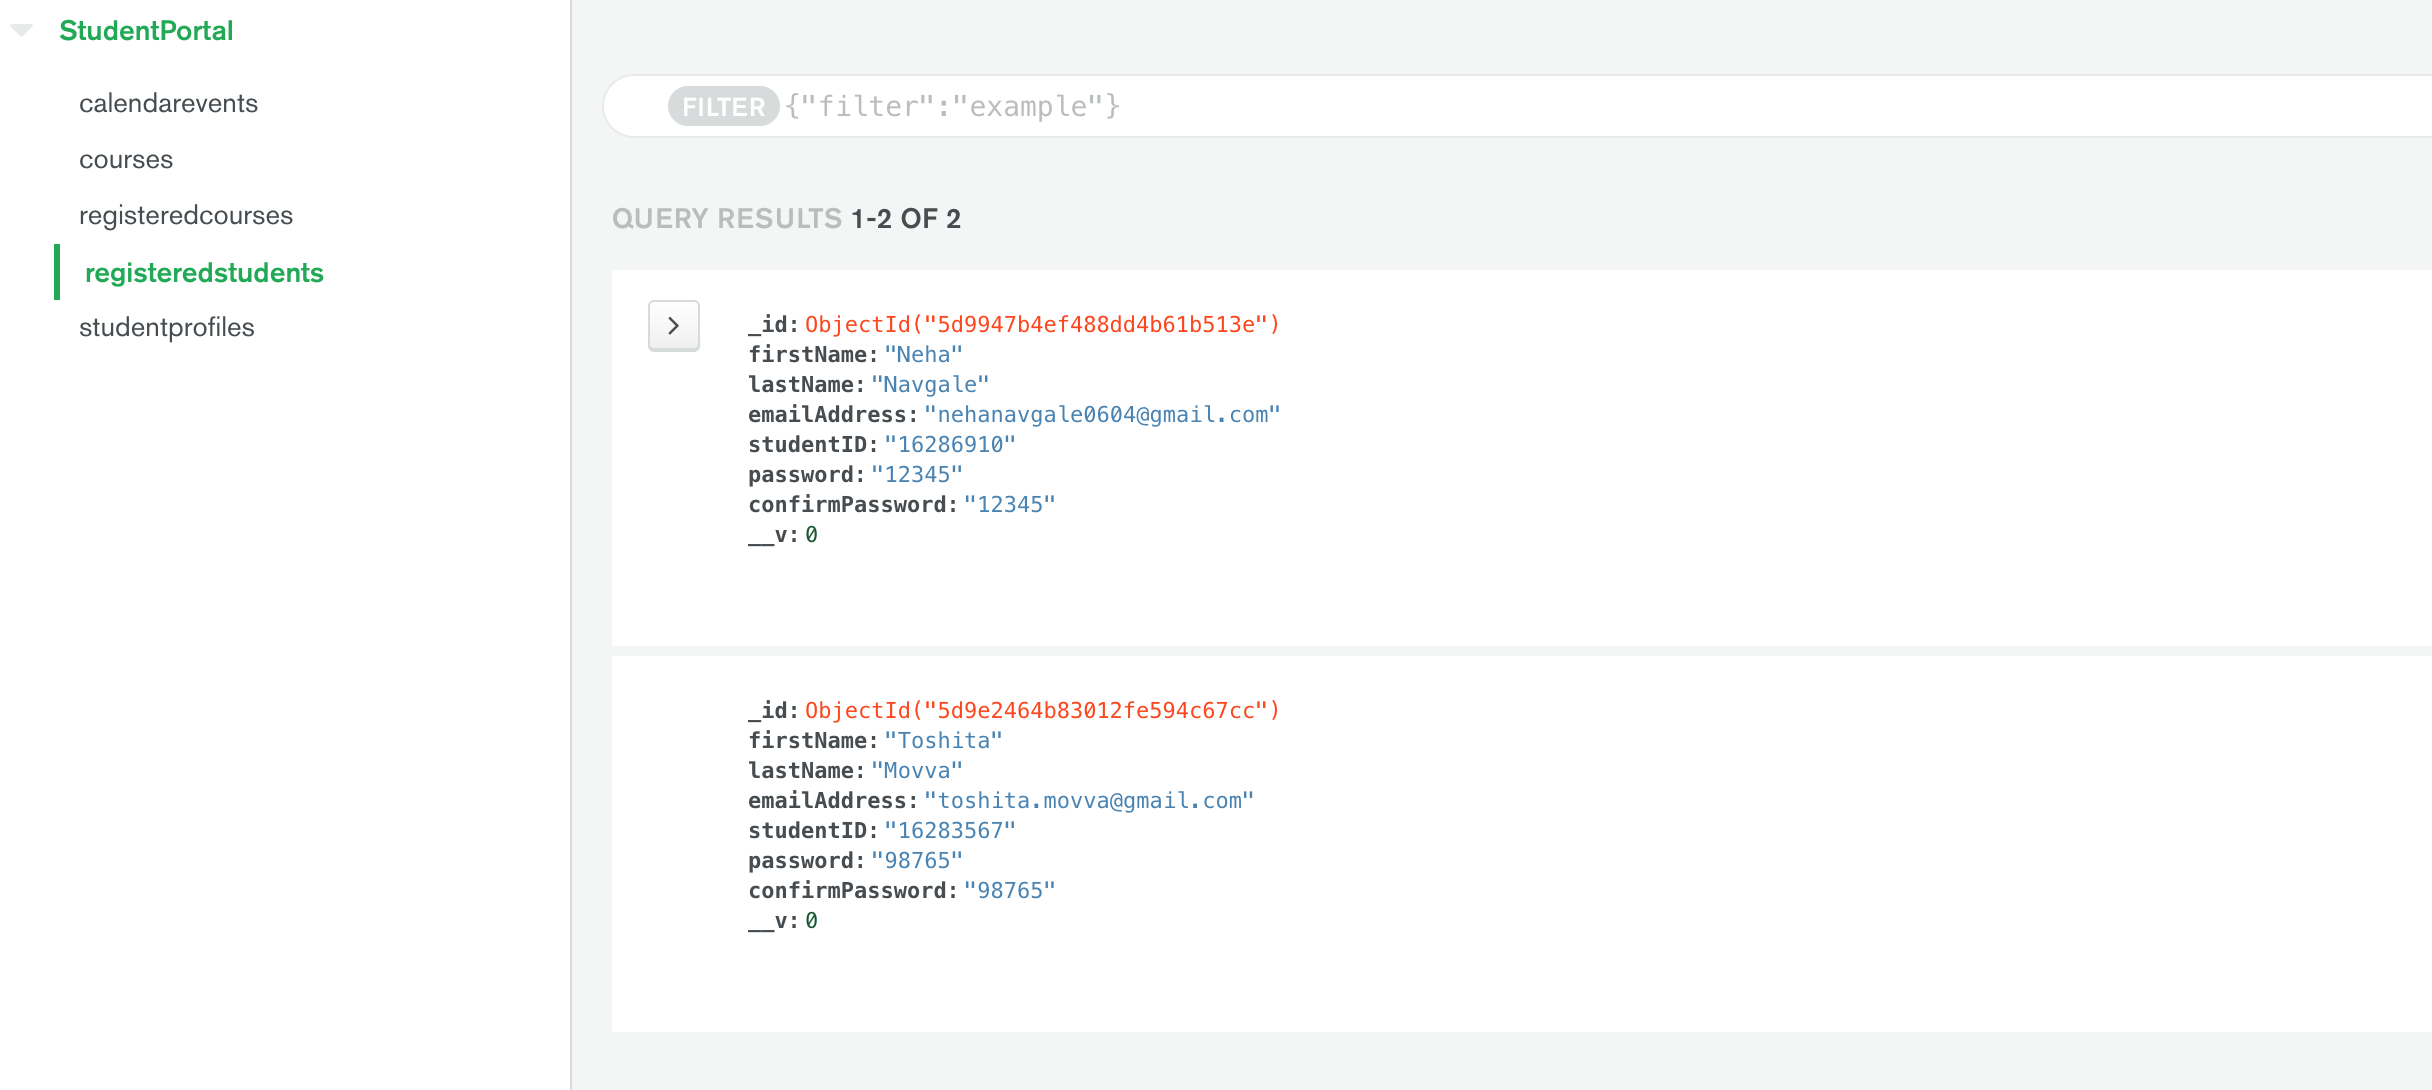 StudentPortal
calendarevents
courses
registeredcourses
registeredstudents
studentprofiles
FILTER {"filter":"example"}
QUERY RESULTS 1-2 OF 2
_id: ObjectId("5d9947b4ef488dd4b61b513e")
firstName: "Neha"
lastName: "Navgale"
emailAddress: "nehanavgale0604@gmail.com"
studentID: "16286910"
password: "12345"
confirmPassword: "12345"
__v: 0
_id: ObjectId("5d9e2464b83012fe594c67cc")
firstName: "Toshita"
lastName: "Movva"
emailAddress: "toshita.movva@gmail.com"
studentID: "16283567"
password: "98765"
confirmPassword: "98765"
__v: 0